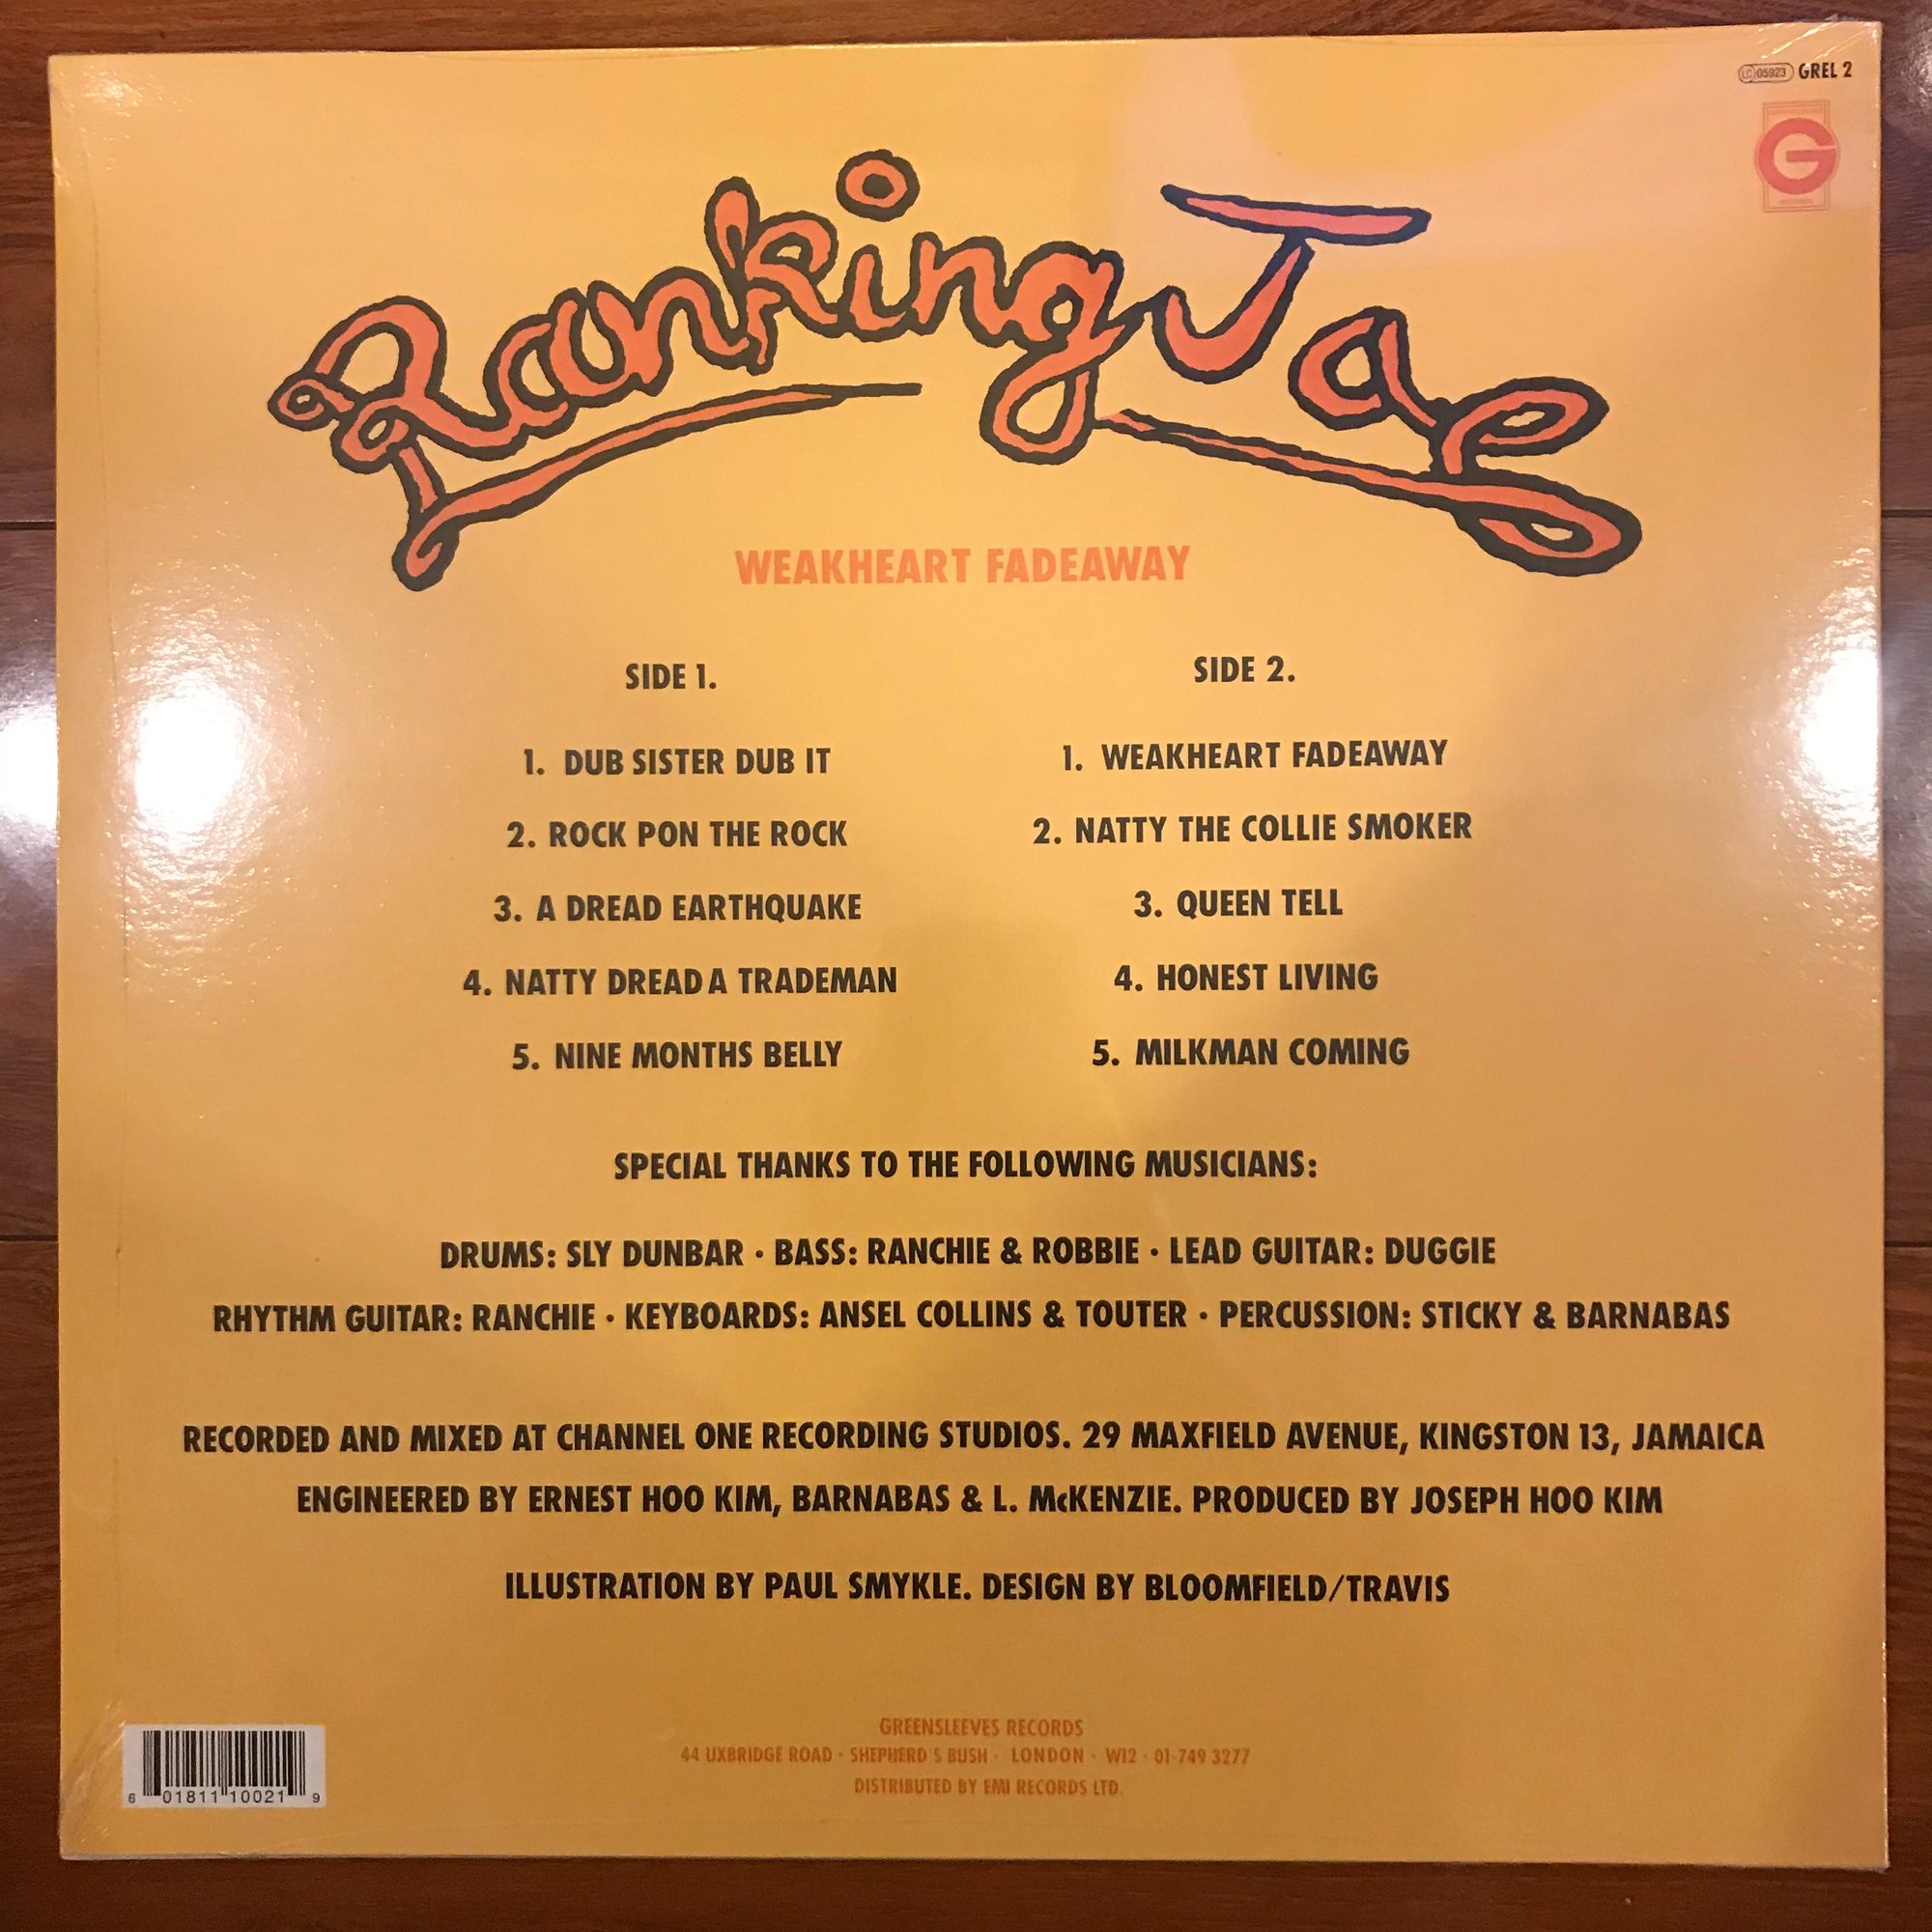 LC 05923 GREL 2
G
Ranking Joe
WEAKHEART FADEAWAY
SIDE 1.
1. DUB SISTER DUB IT
2. ROCK PON THE ROCK
3. A DREAD EARTHQUAKE
4. NATTY DREAD A TRADEMAN
5. NINE MONTHS BELLY
SIDE 2.
1. WEAKHEART FADEAWAY
2. NATTY THE COLLIE SMOKER
3. QUEEN TELL
4. HONEST LIVING
5. MILKMAN COMING
SPECIAL THANKS TO THE FOLLOWING MUSICIANS:
DRUMS: SLY DUNBAR · BASS: RANCHIE & ROBBIE · LEAD GUITAR: DUGGIE
RHYTHM GUITAR: RANCHIE · KEYBOARDS: ANSEL COLLINS & TOUTER · PERCUSSION: STICKY & BARNABAS
RECORDED AND MIXED AT CHANNEL ONE RECORDING STUDIOS. 29 MAXFIELD AVENUE, KINGSTON 13, JAMAICA
ENGINEERED BY ERNEST HOO KIM, BARNABAS & L. McKENZIE. PRODUCED BY JOSEPH HOO KIM
ILLUSTRATION BY PAUL SMYKLE. DESIGN BY BLOOMFIELD/TRAVIS
GREENSLEEVES RECORDS
44 UXBRIDGE ROAD · SHEPHERD'S BUSH · LONDON · W12 · 01-749 3277
DISTRIBUTED BY EMI RECORDS LTD.
6 01811 10021 9